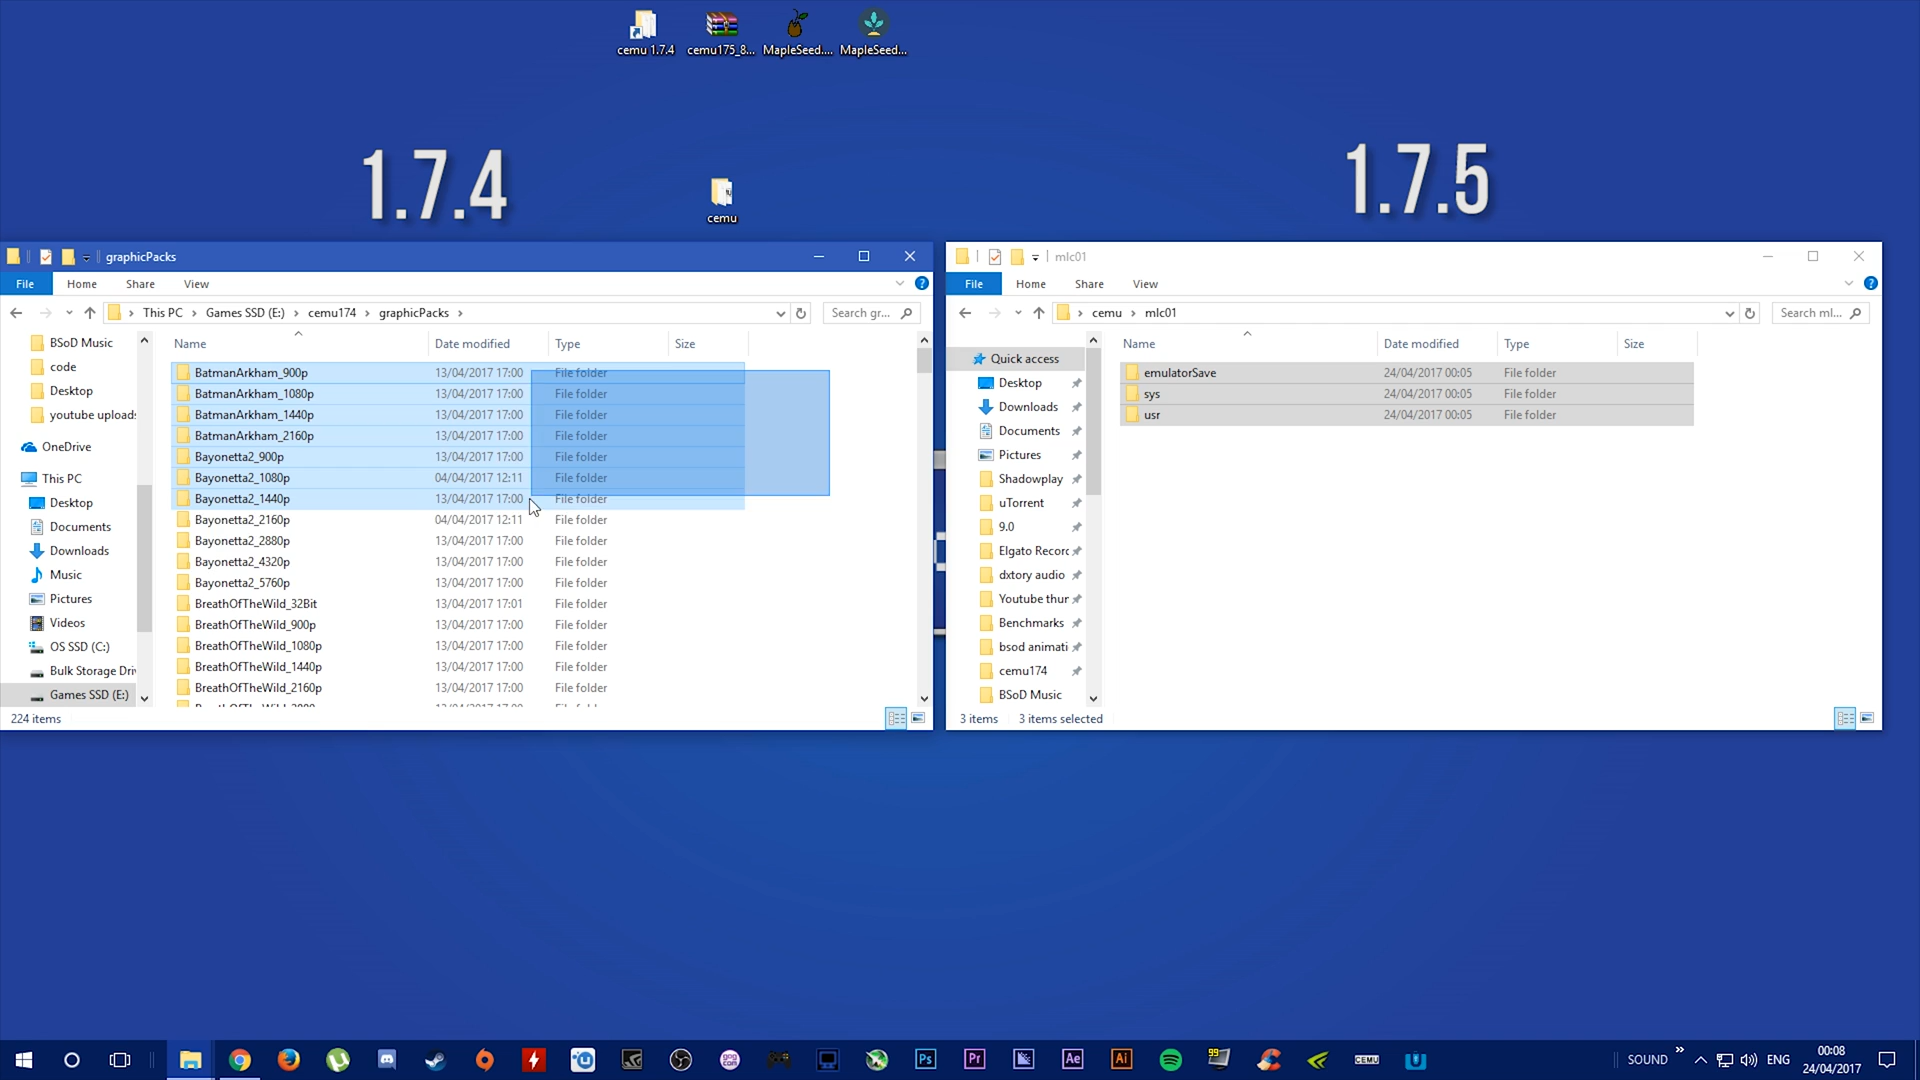 cemu 1.7.4
cemu175_8...
MapleSeed....
MapleSeed...
1.7.4
cemu
1.7.5
graphicPacks
File Home Share View
This PC > Games SSD (E:) > cemu174 > graphicPacks >
Search gr...
BSoD Music
code
Desktop
youtube uploads
OneDrive
This PC
Desktop
Documents
Downloads
Music
Pictures
Videos
OS SSD (C:)
Bulk Storage Driv
Games SSD (E:)
Name Date modified Type Size
BatmanArkham_900p 13/04/2017 17:00 File folder
BatmanArkham_1080p 13/04/2017 17:00 File folder
BatmanArkham_1440p 13/04/2017 17:00 File folder
BatmanArkham_2160p 13/04/2017 17:00 File folder
Bayonetta2_900p 13/04/2017 17:00 File folder
Bayonetta2_1080p 04/04/2017 12:11 File folder
Bayonetta2_1440p 13/04/2017 17:00 File folder
Bayonetta2_2160p 04/04/2017 12:11 File folder
Bayonetta2_2880p 13/04/2017 17:00 File folder
Bayonetta2_4320p 13/04/2017 17:00 File folder
Bayonetta2_5760p 13/04/2017 17:00 File folder
BreathOfTheWild_32Bit 13/04/2017 17:01 File folder
BreathOfTheWild_900p 13/04/2017 17:00 File folder
BreathOfTheWild_1080p 13/04/2017 17:00 File folder
BreathOfTheWild_1440p 13/04/2017 17:00 File folder
BreathOfTheWild_2160p 13/04/2017 17:00 File folder
224 items
mlc01
File Home Share View
cemu > mlc01
Search ml...
Quick access
Desktop
Downloads
Documents
Pictures
Shadowplay
uTorrent
9.0
Elgato Record
dxtory audio
Youtube thur
Benchmarks
bsod animati
cemu174
BSoD Music
Name Date modified Type Size
emulatorSave 24/04/2017 00:05 File folder
sys 24/04/2017 00:05 File folder
usr 24/04/2017 00:05 File folder
3 items 3 items selected
gog
com
Ps
Pr
Ae
Ai
99
CEMU
SOUND
ENG
00:08
24/04/2017